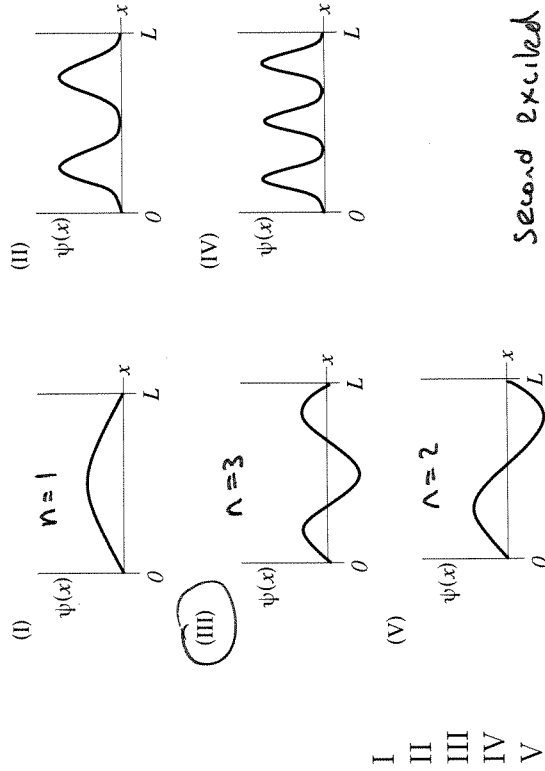 (I)
n=1
ψ(x)
0
L
x
(II)
ψ(x)
0
L
x
(III)
n=3
ψ(x)
0
L
x
(IV)
ψ(x)
0
L
x
(V)
n=2
ψ(x)
0
L
x
I
II
III
IV
V
second excited